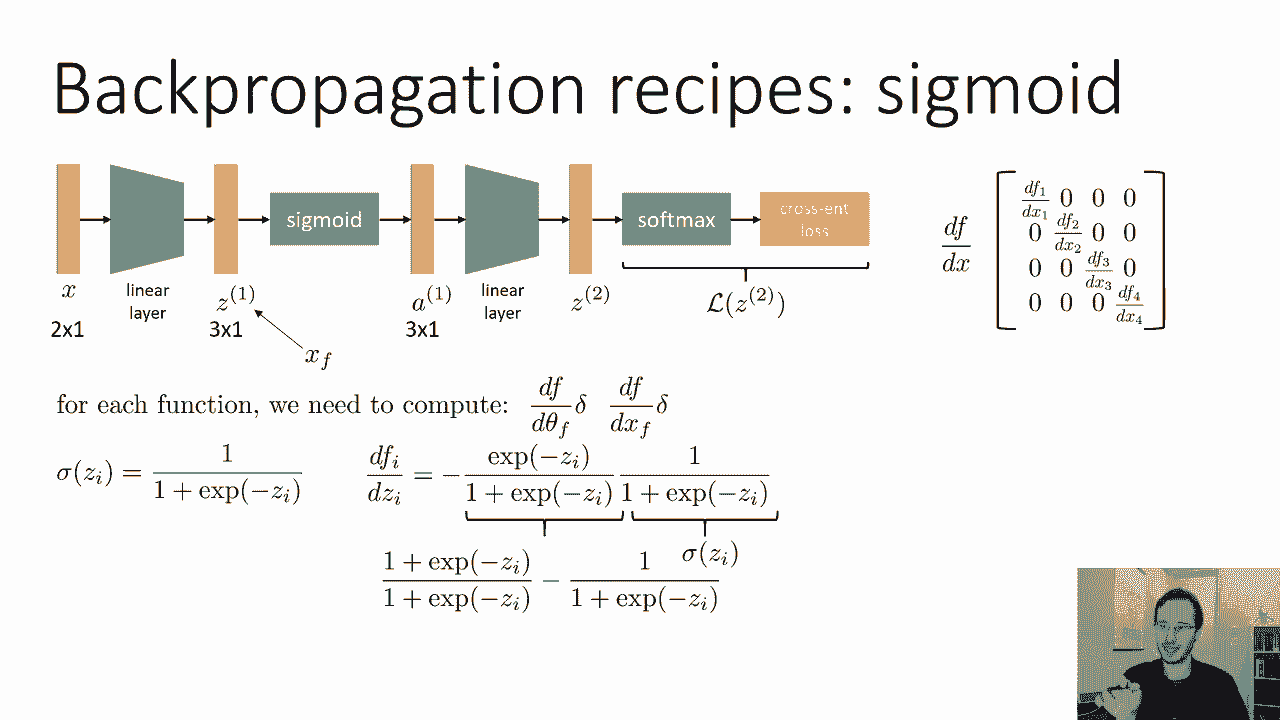 Backpropagation recipes: sigmoid
sigmoid
softmax
cross-ent
loss
x
linear
layer
z^{(1)}
a^{(1)}
linear
layer
z^{(2)}
\mathcal{L}(z^{(2)})
2x1
3x1
3x1
x_f
\frac{df}{dx} \begin{bmatrix} \frac{df_1}{dx_1} & 0 & 0 & 0 \\ 0 & \frac{df_2}{dx_2} & 0 & 0 \\ 0 & 0 & \frac{df_3}{dx_3} & 0 \\ 0 & 0 & 0 & \frac{df_4}{dx_4} \end{bmatrix}
for each function, we need to compute: \frac{df}{d\theta_f}\delta \frac{df}{dx_f}\delta
\sigma(z_i) = \frac{1}{1 + \exp(-z_i)}
\frac{df_i}{dz_i} = -\frac{\exp(-z_i)}{1 + \exp(-z_i)} \frac{1}{1 + \exp(-z_i)}
\sigma(z_i)
\frac{1 + \exp(-z_i)}{1 + \exp(-z_i)} - \frac{1}{1 + \exp(-z_i)}